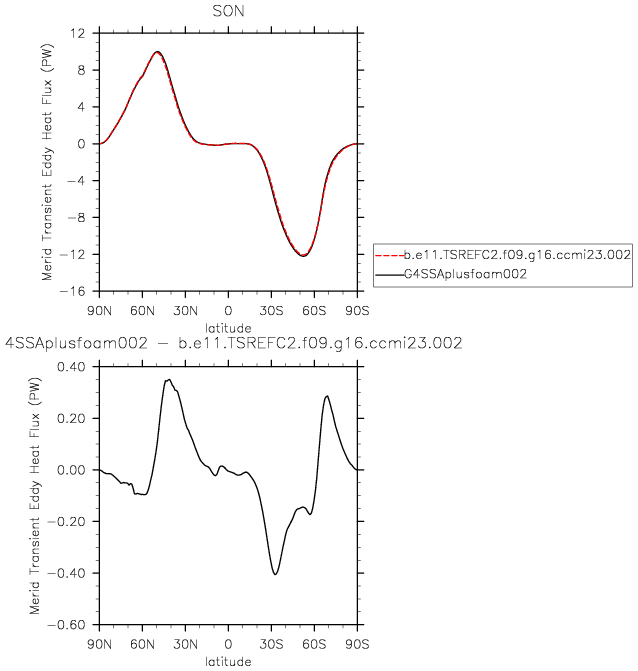 SON
Merid Transient Eddy Heat Flux (PW)
12
8
4
0
−4
−8
−12
−16
90N 60N 30N 0 30S 60S 90S
latitude
b.e11.TSREFC2.f09.g16.ccmi23.002
G4SSAplusfoam002
4SSAplusfoam002 − b.e11.TSREFC2.f09.g16.ccmi23.002
Merid Transient Eddy Heat Flux (PW)
0.40
0.20
0.00
−0.20
−0.40
−0.60
90N 60N 30N 0 30S 60S 90S
latitude